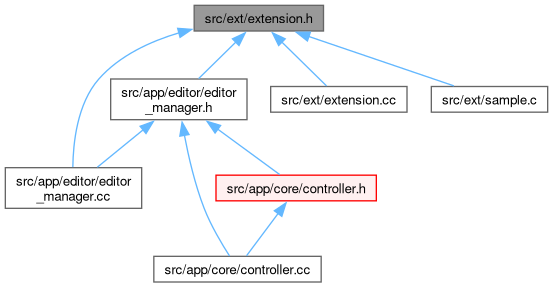 src/ext/extension.h
src/app/editor/editor
_manager.h
src/ext/extension.cc
src/ext/sample.c
src/app/editor/editor
_manager.cc
src/app/core/controller.h
src/app/core/controller.cc